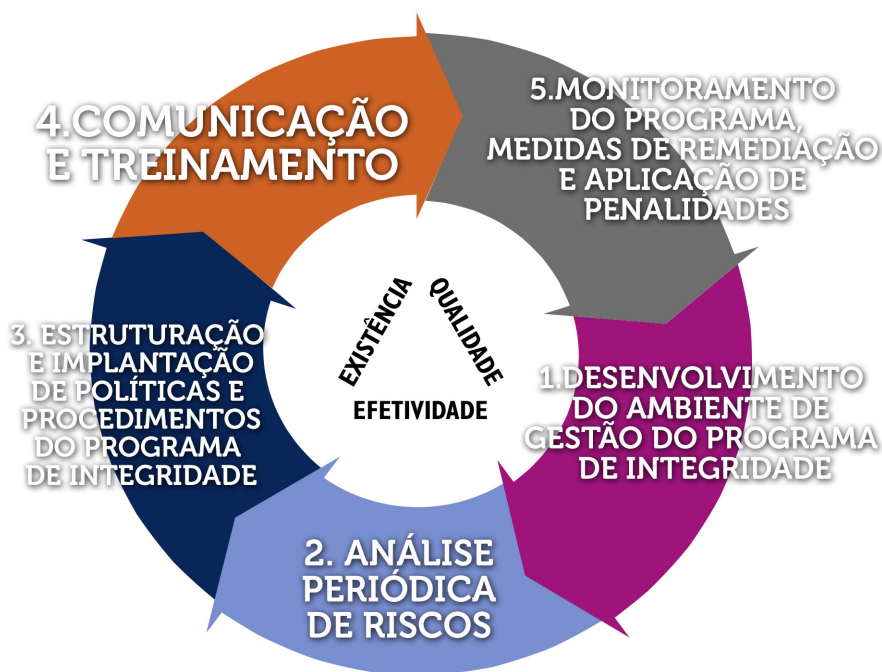 4.COMUNICAÇÃO
E TREINAMENTO
5.MONITORAMENTO
DO PROGRAMA,
MEDIDAS DE REMEDIAÇÃO
E APLICAÇÃO DE
PENALIDADES
EXISTÊNCIA
QUALIDADE
EFETIVIDADE
3. ESTRUTURAÇÃO
E IMPLANTAÇÃO
DE POLÍTICAS E
PROCEDIMENTOS
DO PROGRAMA
DE INTEGRIDADE
1.DESENVOLVIMENTO
DO AMBIENTE DE
GESTÃO DO PROGRAMA
DE INTEGRIDADE
2. ANÁLISE
PERIÓDICA
DE RISCOS